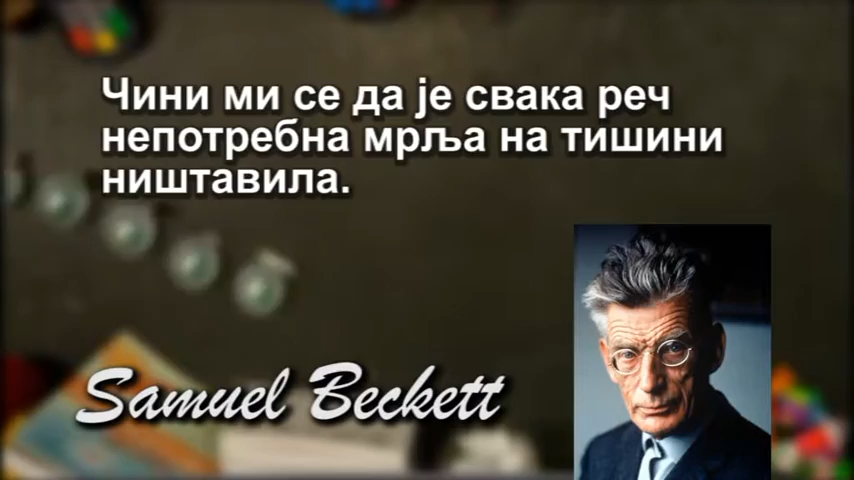 Чини ми се да је свака реч
непотребна мрља на тишини
ништавила.
Samuel Beckett